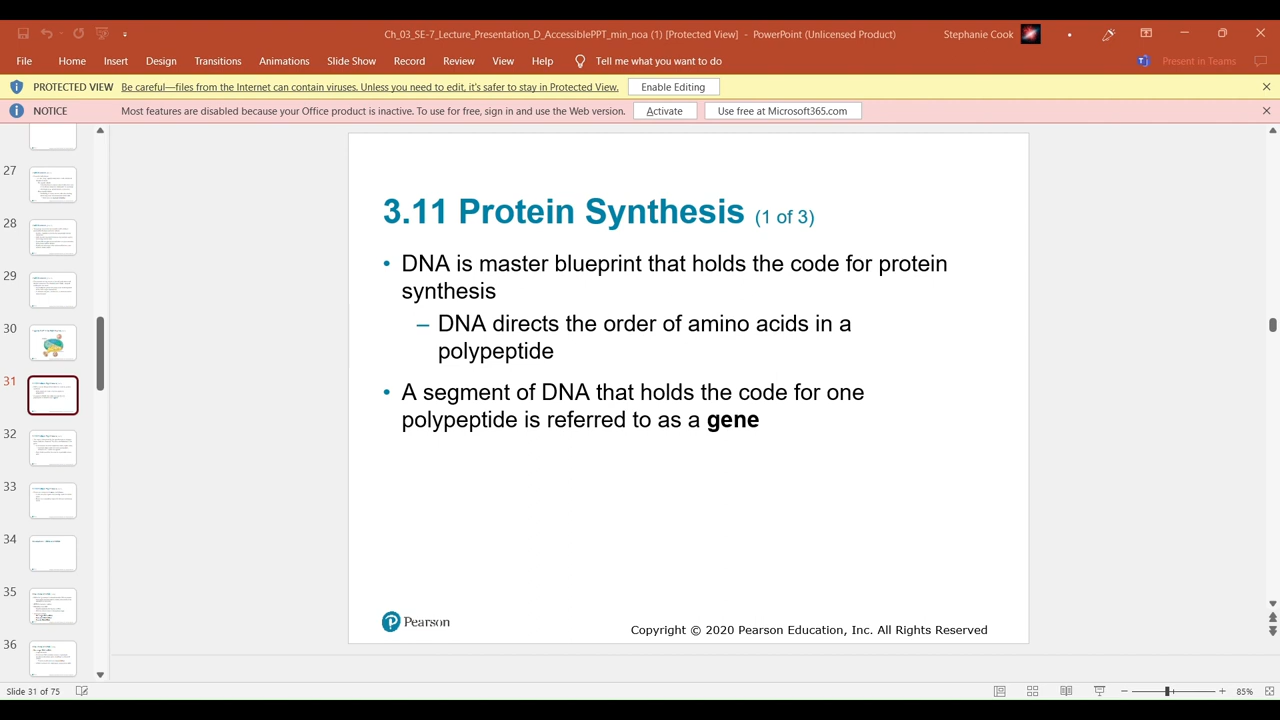 Ch_03_SE-7_Lecture_Presentation_D_AccessiblePPT_min_noa (1) [Protected View] - PowerPoint (Unlicensed Product)
Stephanie Cook
File Home Insert Design Transitions Animations Slide Show Record Review View Help Tell me what you want to do
Present in Teams
PROTECTED VIEW Be careful—files from the Internet can contain viruses. Unless you need to edit, it's safer to stay in Protected View. Enable Editing
NOTICE Most features are disabled because your Office product is inactive. To use for free, sign in and use the Web version. Activate Use free at Microsoft365.com
27
28
29
30
31
32
33
34
35
36
3.11 Protein Synthesis (1 of 3)
• DNA is master blueprint that holds the code for protein
synthesis
– DNA directs the order of amino acids in a
polypeptide
• A segment of DNA that holds the code for one
polypeptide is referred to as a gene
Pearson
Copyright © 2020 Pearson Education, Inc. All Rights Reserved
Slide 31 of 75
85%